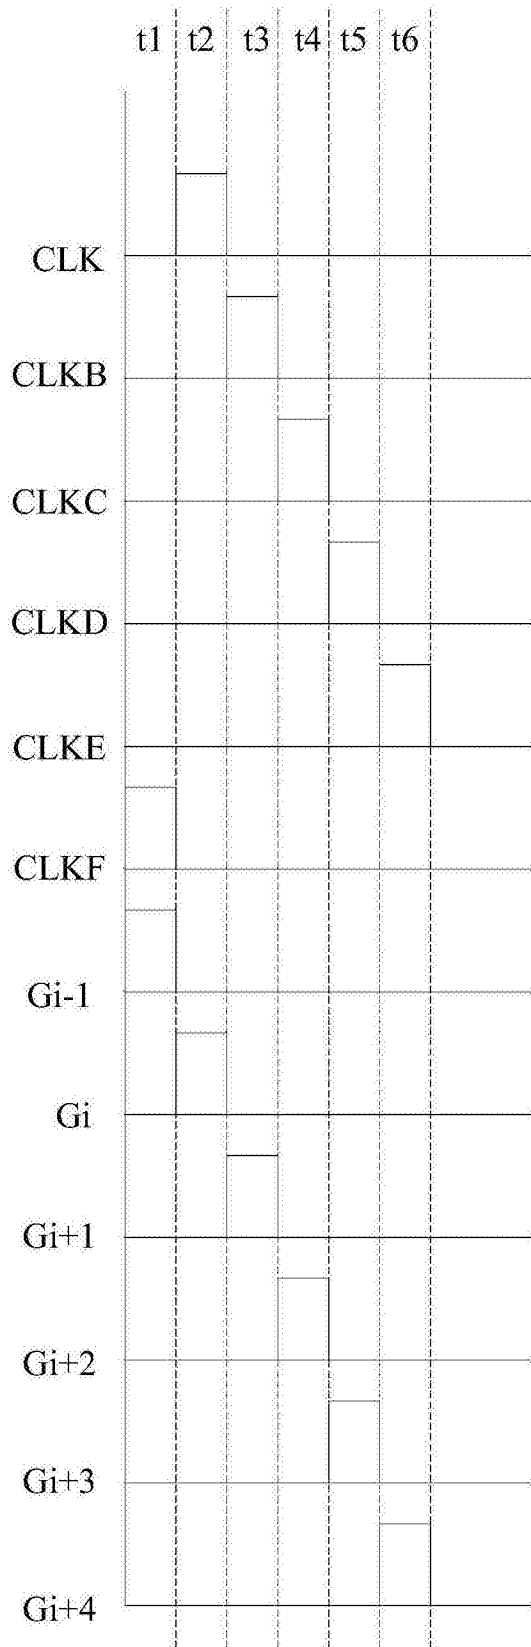 t1 t2 t3 t4 t5 t6
CLK
CLKB
CLKC
CLKD
CLKE
CLKF
Gi-1
Gi
Gi+1
Gi+2
Gi+3
Gi+4